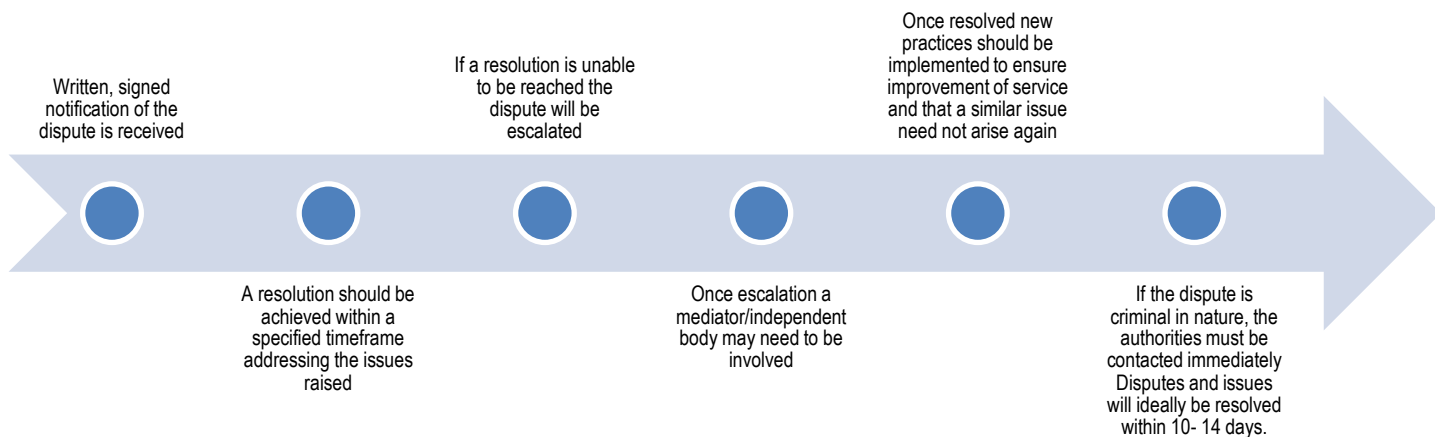 Written, signed
notification of the
dispute is received
A resolution should be
achieved within a
specified timeframe
addressing the issues
raised
If a resolution is unable
to be reached the
dispute will be
escalated
Once escalation a
mediator/independent
body may need to be
involved
Once resolved new
practices should be
implemented to ensure
improvement of service
and that a similar issue
need not arise again
If the dispute is
criminal in nature, the
authorities must be
contacted immediately
Disputes and issues
will ideally be resolved
within 10- 14 days.